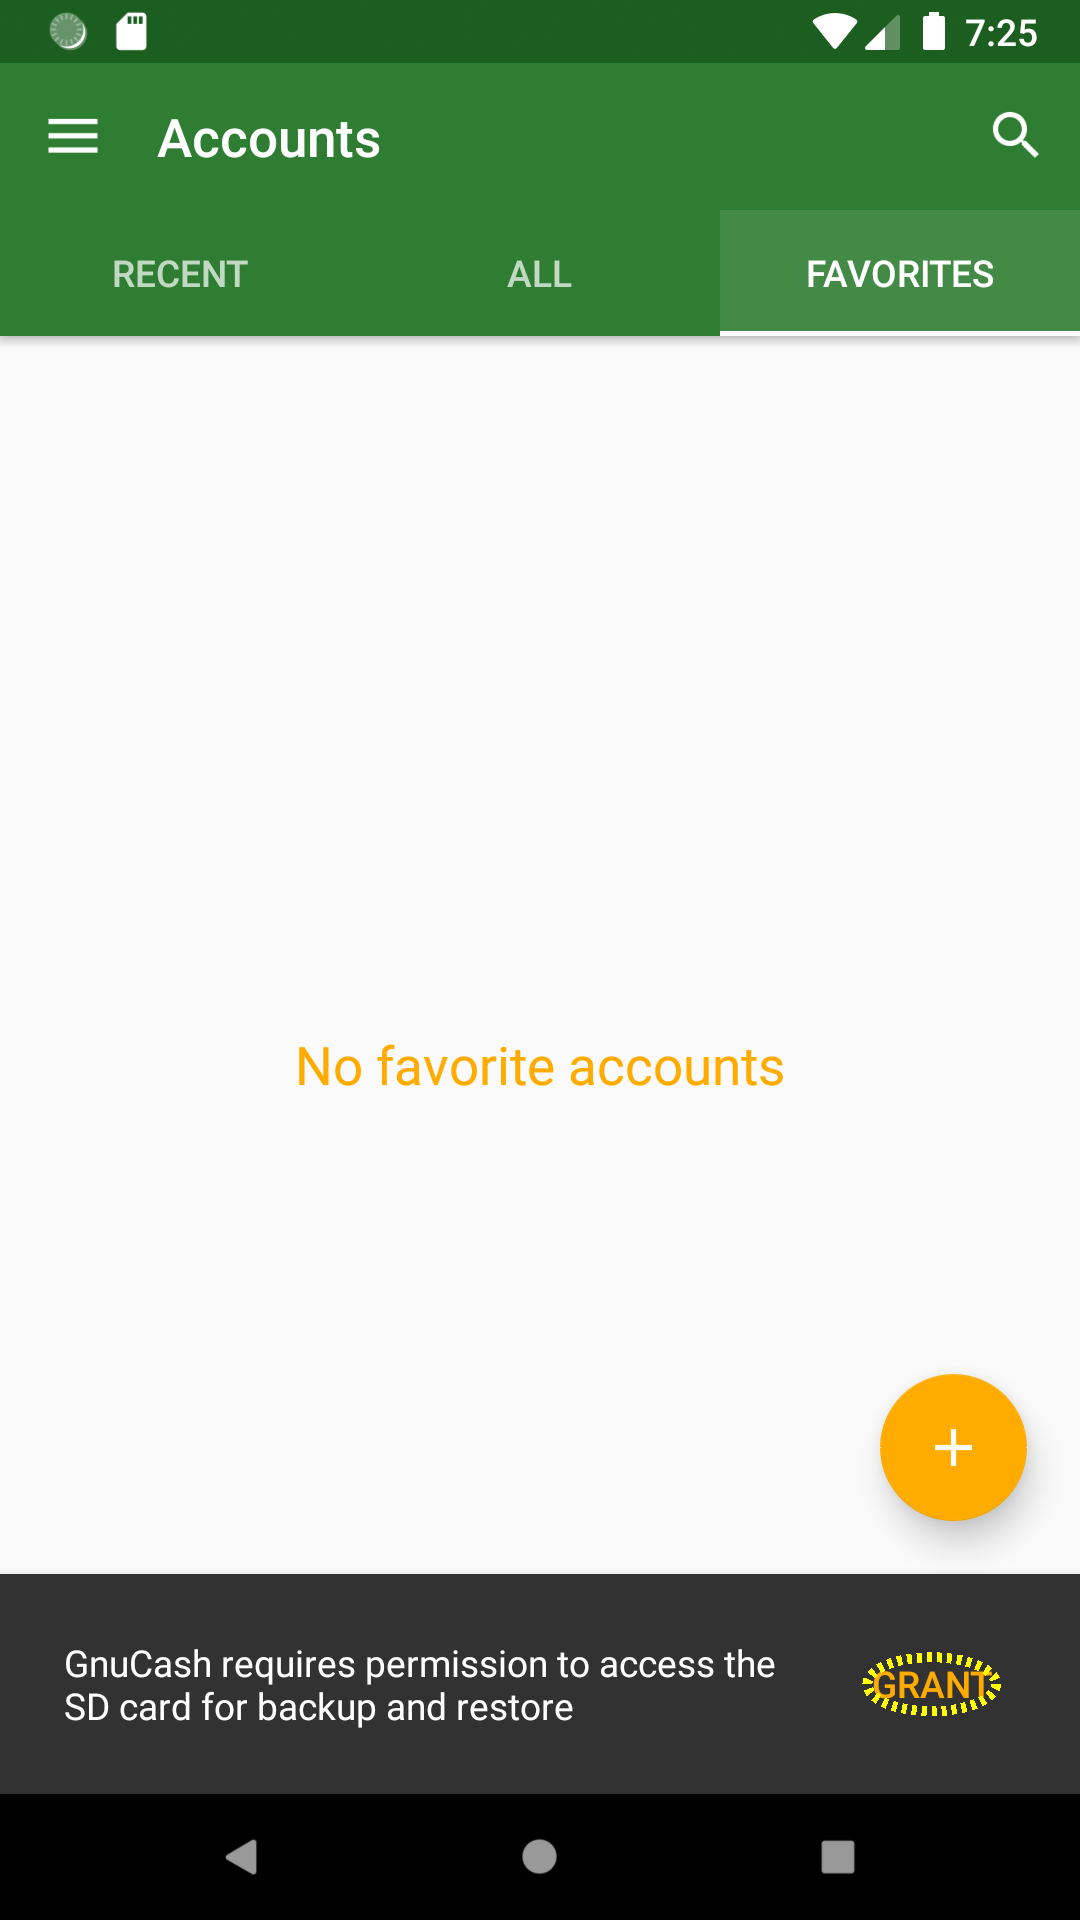 7:25
Accounts
RECENT
ALL
FAVORITES
No favorite accounts
GnuCash requires permission to access the
SD card for backup and restore
GRANT